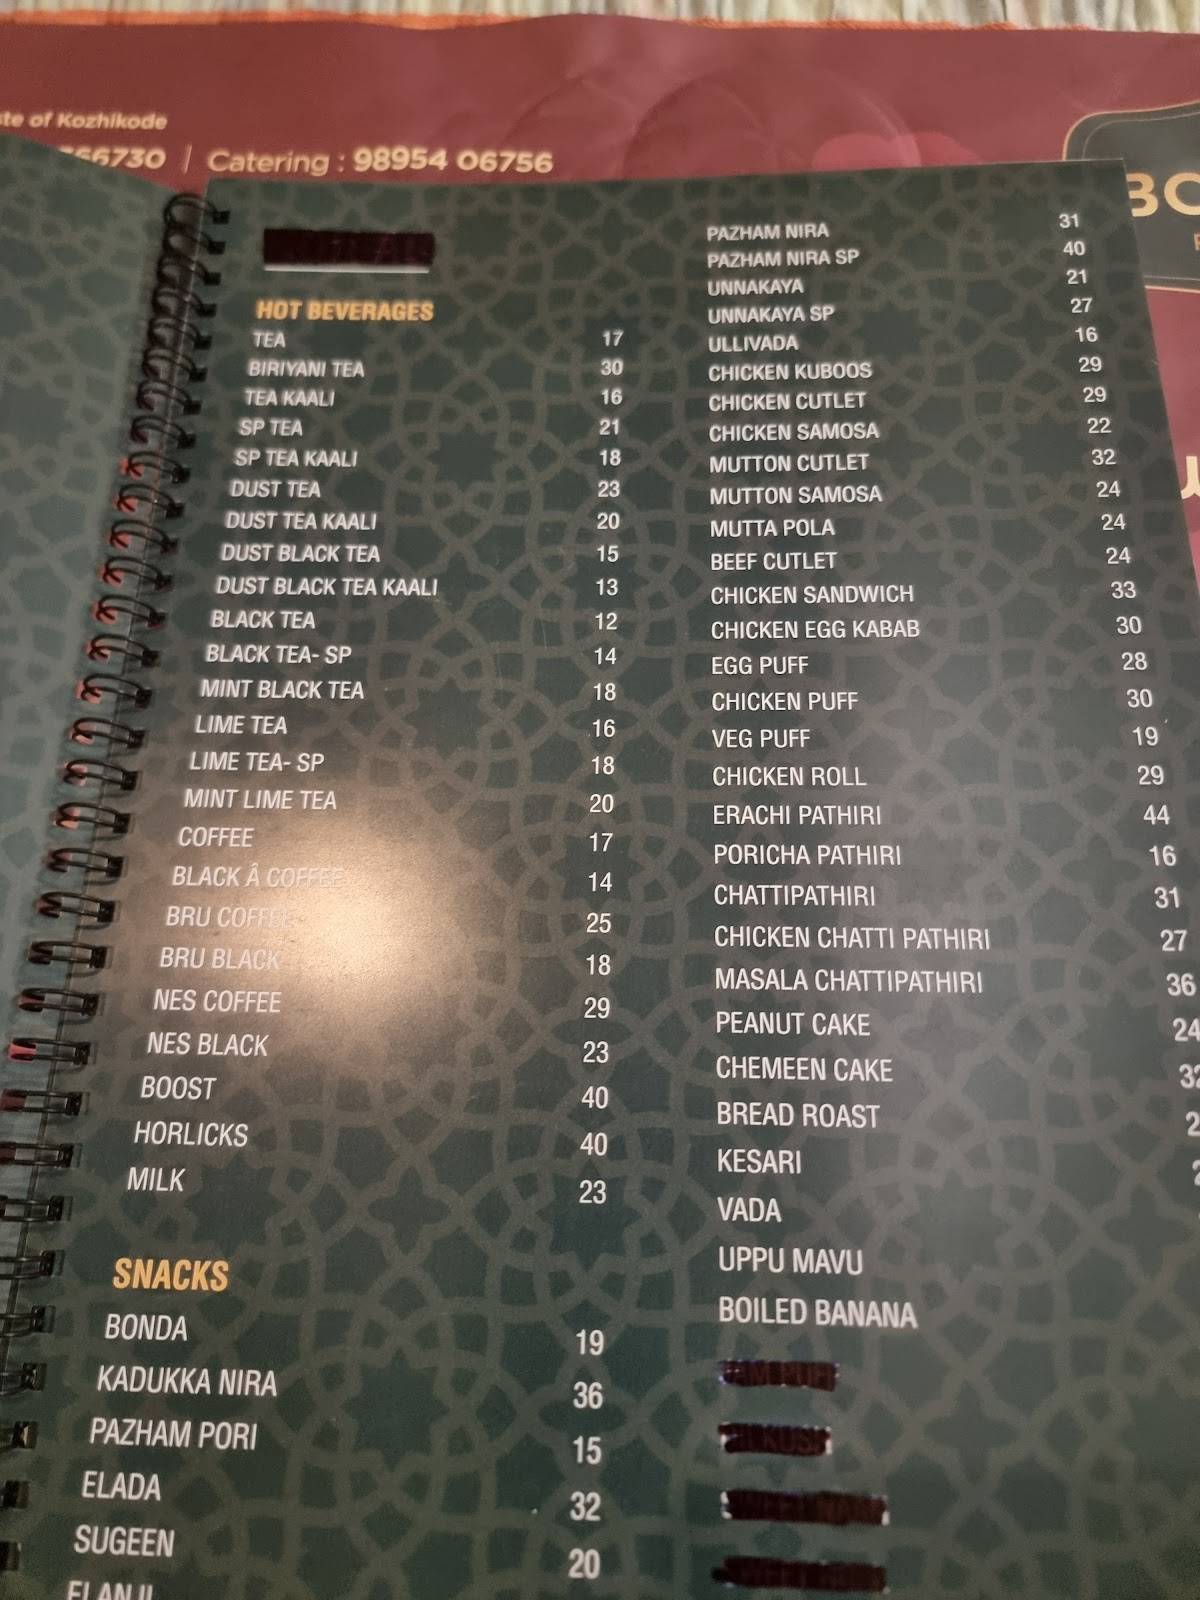 te of Kozhikode
66730 | Catering : 98954 06756
HOT BEVERAGES
TEA 17
BIRIYANI TEA 30
TEA KAALI 16
SP TEA 21
SP TEA KAALI 18
DUST TEA 23
DUST TEA KAALI 20
DUST BLACK TEA 15
DUST BLACK TEA KAALI 13
BLACK TEA 12
BLACK TEA- SP 14
MINT BLACK TEA 18
LIME TEA 16
LIME TEA- SP 18
MINT LIME TEA 20
COFFEE 17
BLACK Â COFFEE 14
BRU COFFEE 25
BRU BLACK 18
NES COFFEE 29
NES BLACK 23
BOOST 40
HORLICKS 40
MILK 23
SNACKS
BONDA 19
KADUKKA NIRA 36
PAZHAM PORI 15
ELADA 32
SUGEEN 20
PAZHAM NIRA 31
PAZHAM NIRA SP 40
UNNAKAYA 21
UNNAKAYA SP 27
ULLIVADA 16
CHICKEN KUBOOS 29
CHICKEN CUTLET 29
CHICKEN SAMOSA 22
MUTTON CUTLET 32
MUTTON SAMOSA 24
MUTTA POLA 24
BEEF CUTLET 24
CHICKEN SANDWICH 33
CHICKEN EGG KABAB 30
EGG PUFF 28
CHICKEN PUFF 30
VEG PUFF 19
CHICKEN ROLL 29
ERACHI PATHIRI 44
PORICHA PATHIRI 16
CHATTIPATHIRI 31
CHICKEN CHATTI PATHIRI 27
MASALA CHATTIPATHIRI 36
PEANUT CAKE 24
CHEMEEN CAKE 32
BREAD ROAST 2
KESARI
VADA
UPPU MAVU
BOILED BANANA